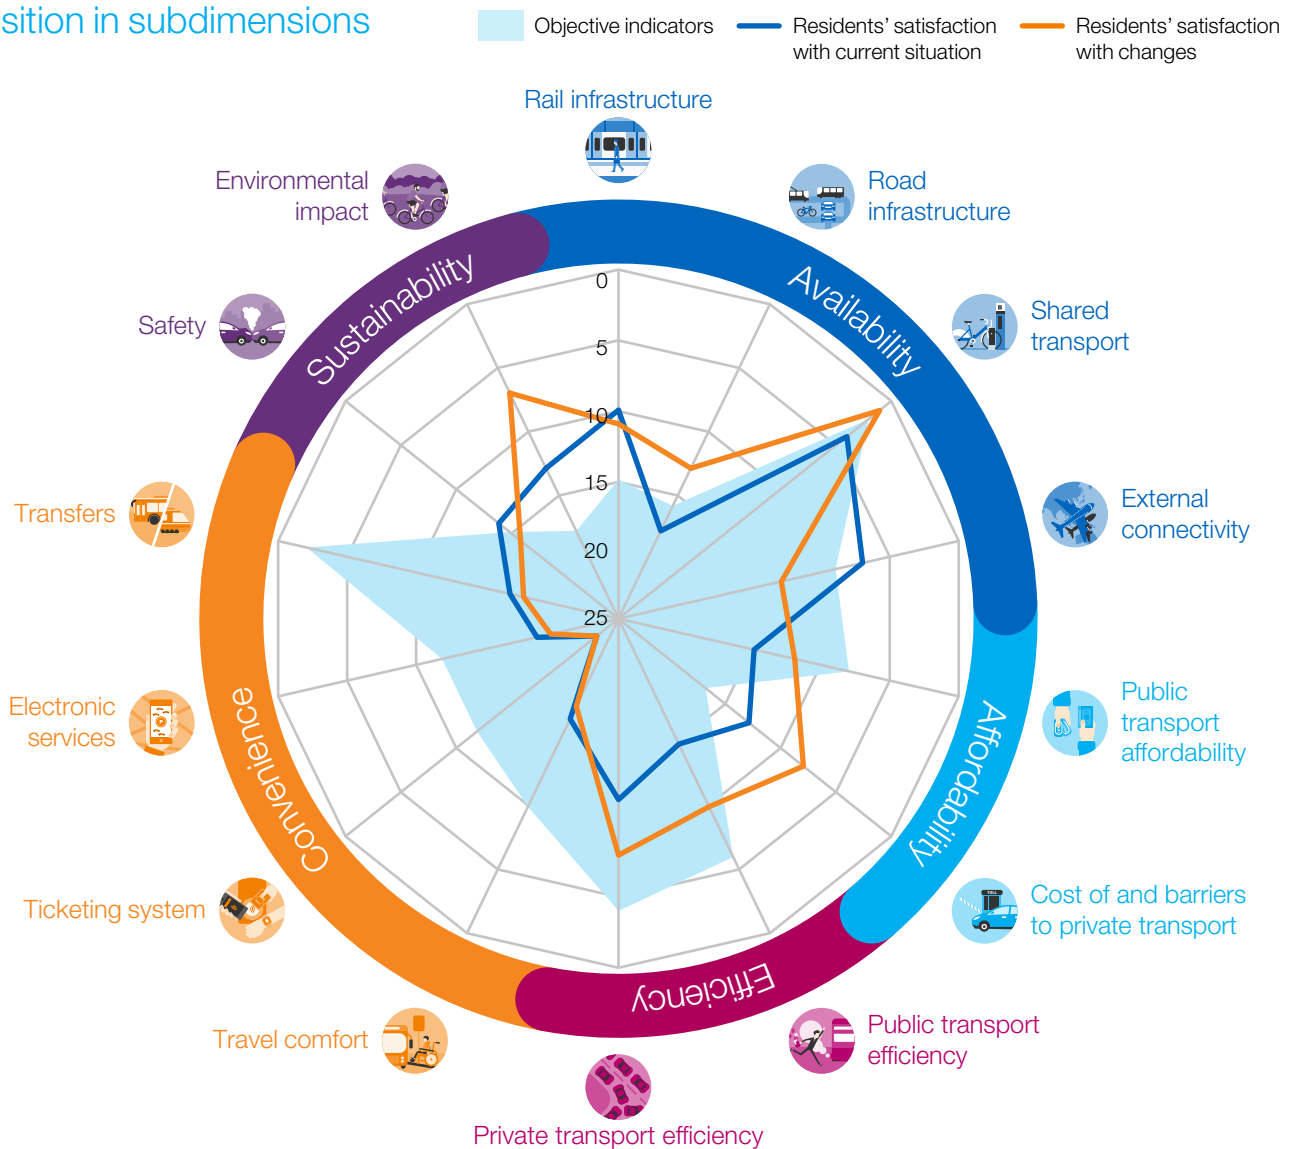 sition in subdimensions
Objective indicators
Residents’ satisfaction
with current situation
Residents’ satisfaction
with changes
Rail infrastructure
Environmental
impact
Road
infrastructure
Safety
Shared
transport
Sustainability
Availability
0
5
10
15
20
25
Transfers
External
connectivity
Electronic
services
Public
transport
affordability
Convenience
Affordability
Ticketing system
Cost of and barriers
to private transport
TOLL
Efficiency
Travel comfort
Public transport
efficiency
Private transport efficiency